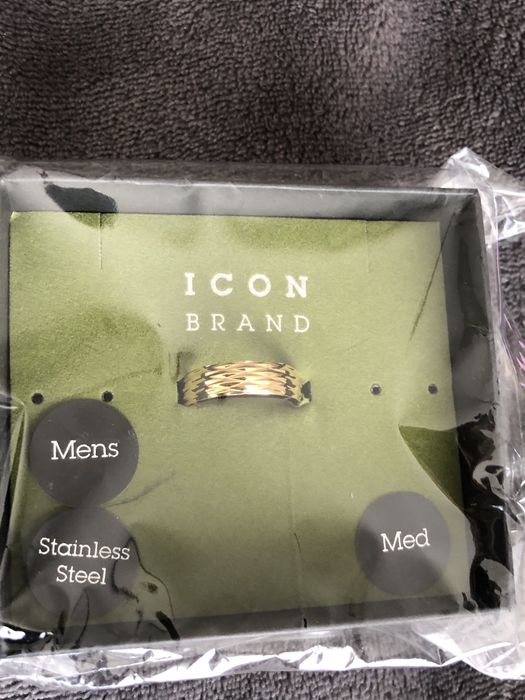 ICON
BRAND
Mens
Stainless
Steel
Med